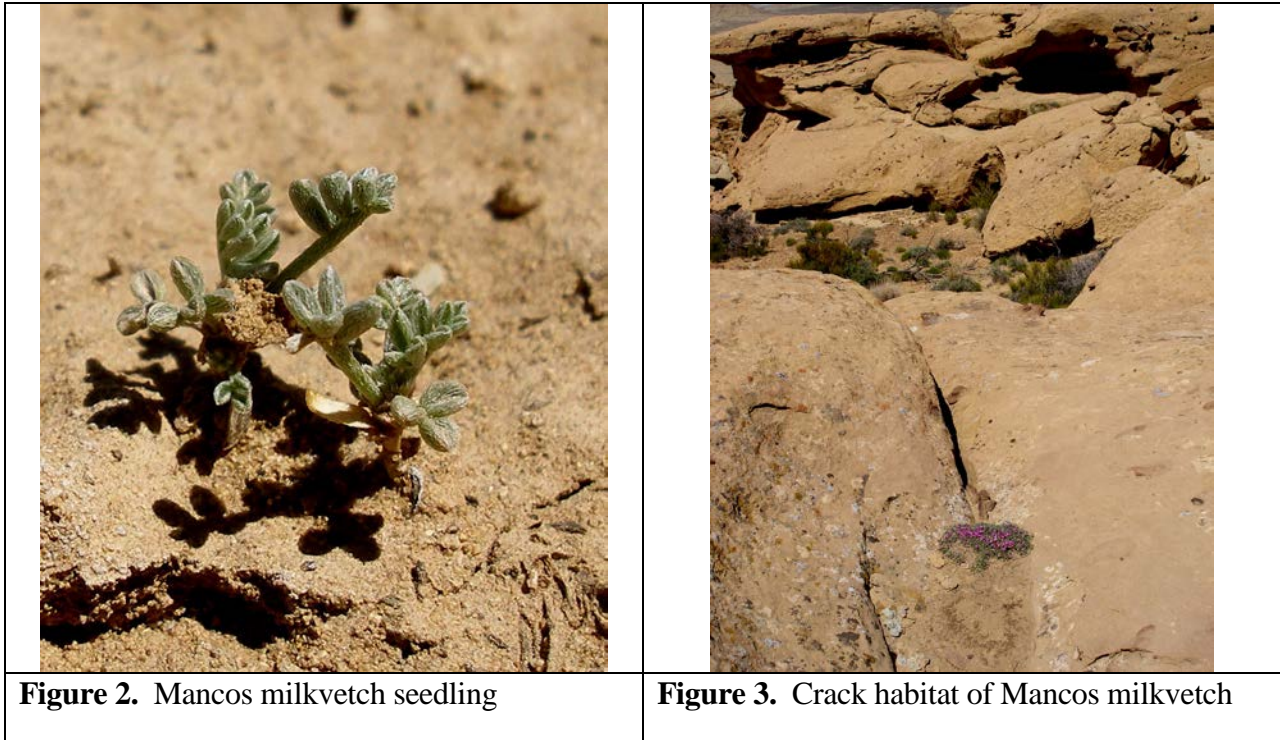 Figure 2. Mancos milkvetch seedling
Figure 3. Crack habitat of Mancos milkvetch